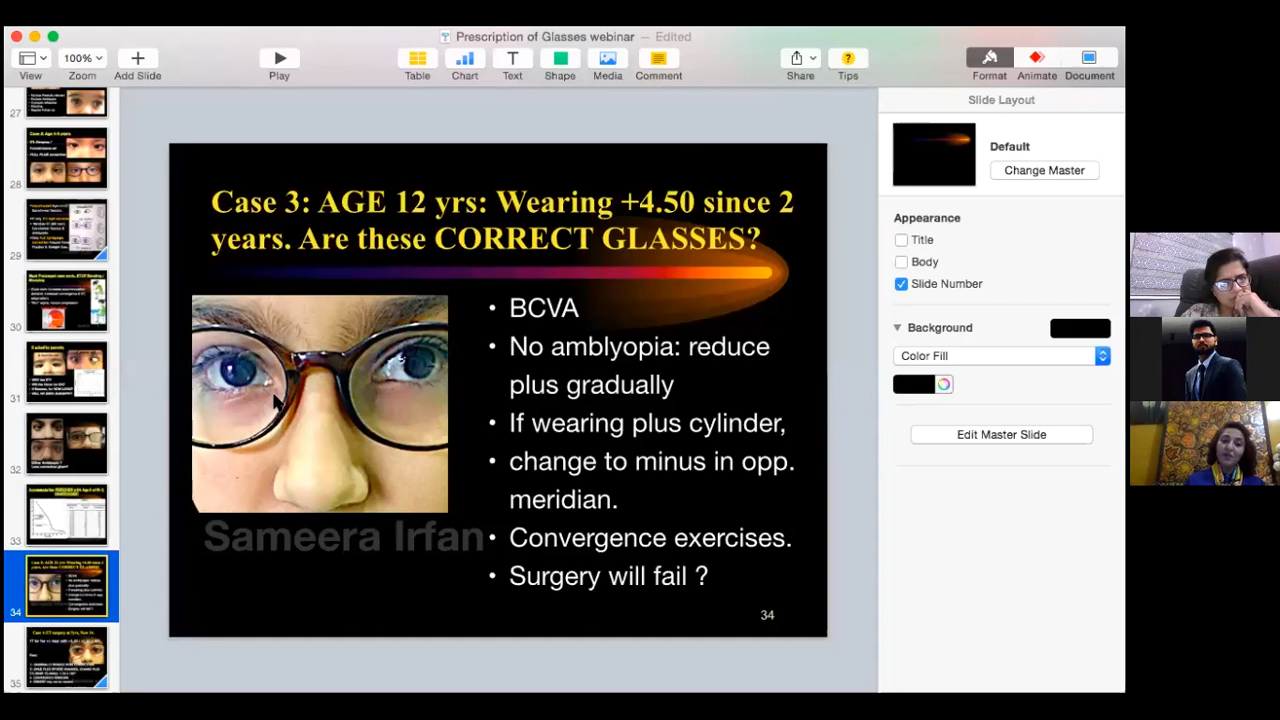 Prescription of Glasses webinar — Edited
100%
View
Zoom
Add Slide
Play
Table
Chart
Text
Shape
Media
Comment
Share
Tips
Format
Animate
Document
27
28
29
30
31
32
33
34
35
Case 3: AGE 12 yrs: Wearing +4.50 since 2
years. Are these CORRECT GLASSES?
• BCVA
• No amblyopia: reduce
plus gradually
• If wearing plus cylinder,
• change to minus in opp.
meridian.
• Convergence exercises.
• Surgery will fail ?
Sameera Irfan
34
Slide Layout
Default
Change Master
Appearance
Title
Body
Slide Number
Background
Color Fill
Edit Master Slide